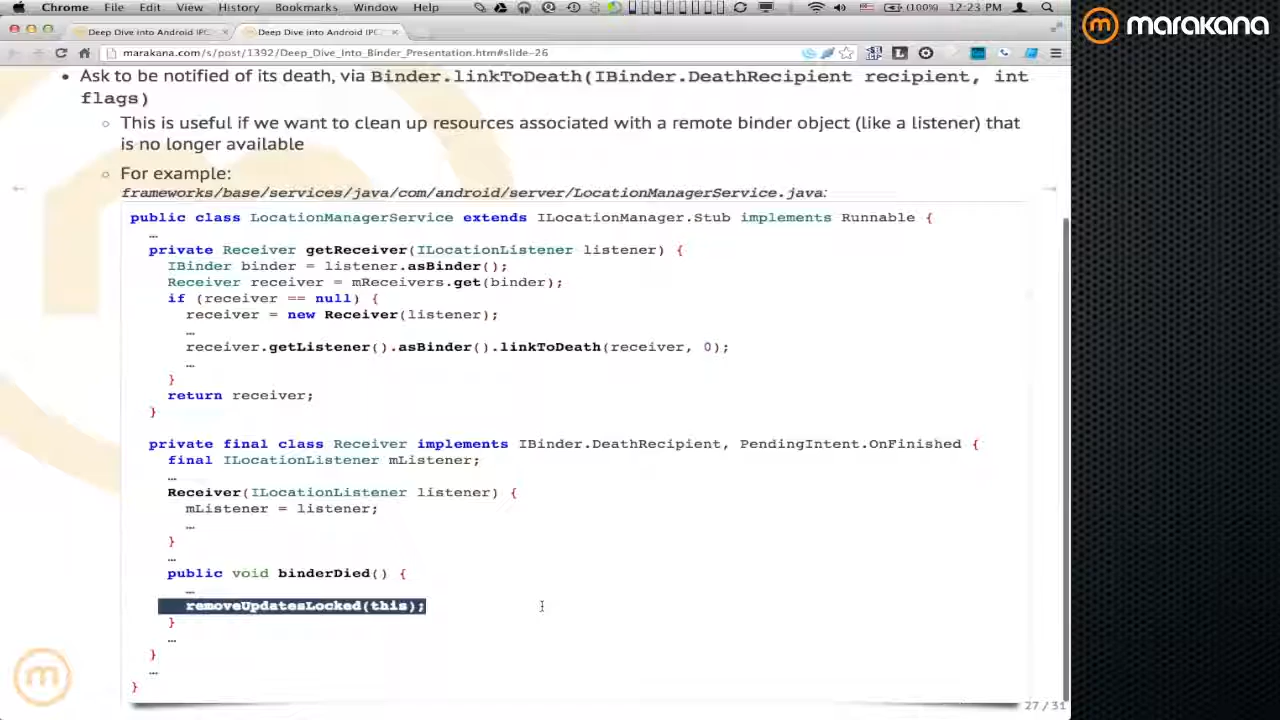 Chrome File Edit View History Bookmarks Window Help (100%) 12:23 PM
marakana
Deep Dive into Android IPC Deep Dive into Android IPC
marakana.com/s/post/1392/Deep_Dive_Into_Binder_Presentation.htm#slide-26
• Ask to be notified of its death, via Binder.linkToDeath(IBinder.DeathRecipient recipient, int
flags)
This is useful if we want to clean up resources associated with a remote binder object (like a listener) that
is no longer available
For example:
frameworks/base/services/java/com/android/server/LocationManagerService.java:
public class LocationManagerService extends ILocationManager.Stub implements Runnable {
…
private Receiver getReceiver(ILocationListener listener) {
IBinder binder = listener.asBinder();
Receiver receiver = mReceivers.get(binder);
if (receiver == null) {
receiver = new Receiver(listener);
…
receiver.getListener().asBinder().linkToDeath(receiver, 0);
…
}
return receiver;
}
private final class Receiver implements IBinder.DeathRecipient, PendingIntent.OnFinished {
final ILocationListener mListener;
…
Receiver(ILocationListener listener) {
mListener = listener;
…
}
…
public void binderDied() {
…
removeUpdatesLocked(this);
}
…
}
…
}
27 / 31